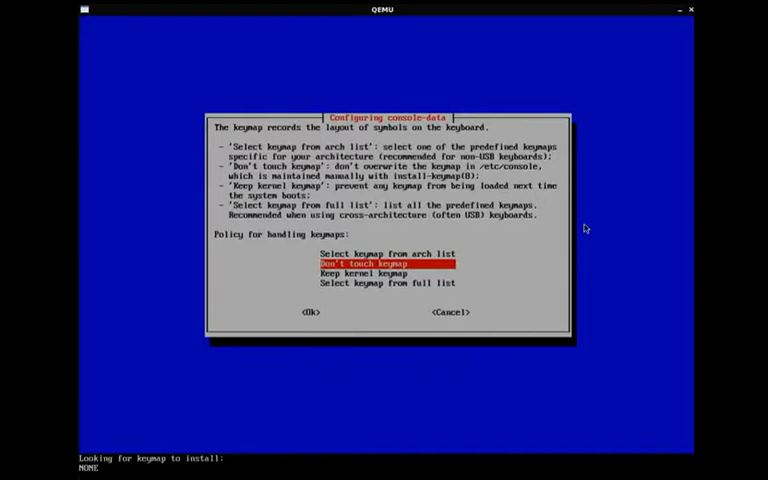 QEMU
Configuring console-data
The keymap records the layout of symbols on the keyboard.
- 'Select keymap from arch list': select one of the predefined keymaps
specific for your architecture (recommended for non-USB keyboards);
- 'Don't touch keymap': don't overwrite the keymap in /etc/console,
which is maintained manually with install-keymap(8);
- 'Keep kernel keymap': prevent any keymap from being loaded next time
the system boots;
- 'Select keymap from full list': list all the predefined keymaps.
Recommended when using cross-architecture (often USB) keyboards.
Policy for handling keymaps:
Select keymap from arch list
Don't touch keymap
Keep kernel keymap
Select keymap from full list
<Ok> <Cancel>
Looking for keymap to install:
NONE